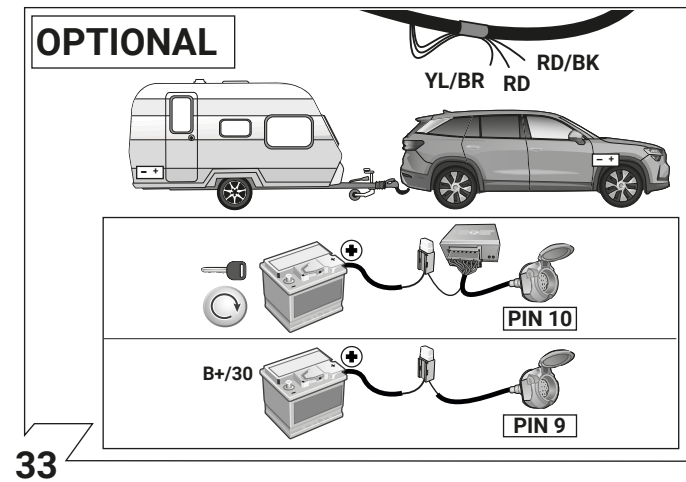 OPTIONAL
RD/BK
YL/BR RD
- +
- +
PIN 10
B+/30
PIN 9
33